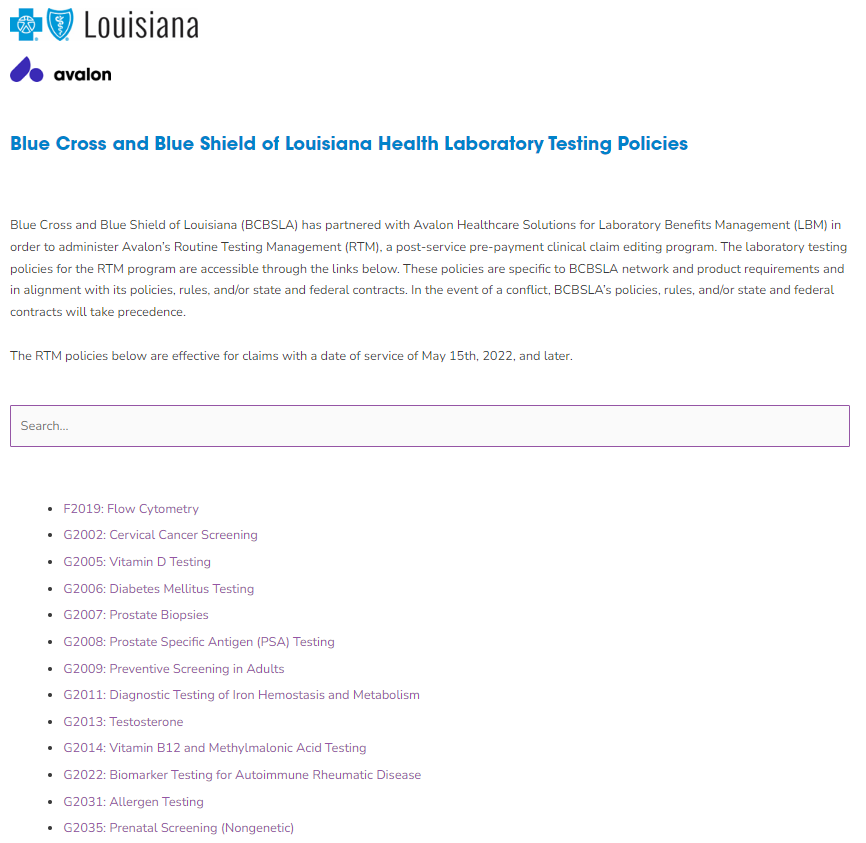 Louisiana
avalon
Blue Cross and Blue Shield of Louisiana Health Laboratory Testing Policies
Blue Cross and Blue Shield of Louisiana (BCBSLA) has partnered with Avalon Healthcare Solutions for Laboratory Benefits Management (LBM) in
order to administer Avalon's Routine Testing Management (RTM), a post-service pre-payment clinical claim editing program. The laboratory testing
policies for the RTM program are accessible through the links below. These policies are specific to BCBSLA network and product requirements and
in alignment with its policies, rules, and/or state and federal contracts. In the event of a conflict, BCBSLA's policies, rules, and/or state and federal
contracts will take precedence.
The RTM policies below are effective for claims with a date of service of May 15th, 2022, and later.
Search...
• F2019: Flow Cytometry
• G2002: Cervical Cancer Screening
• G2005: Vitamin D Testing
• G2006: Diabetes Mellitus Testing
• G2007: Prostate Biopsies
• G2008: Prostate Specific Antigen (PSA) Testing
• G2009: Preventive Screening in Adults
• G2011: Diagnostic Testing of Iron Hemostasis and Metabolism
• G2013: Testosterone
• G2014: Vitamin B12 and Methylmalonic Acid Testing
• G2022: Biomarker Testing for Autoimmune Rheumatic Disease
• G2031: Allergen Testing
• G2035: Prenatal Screening (Nongenetic)